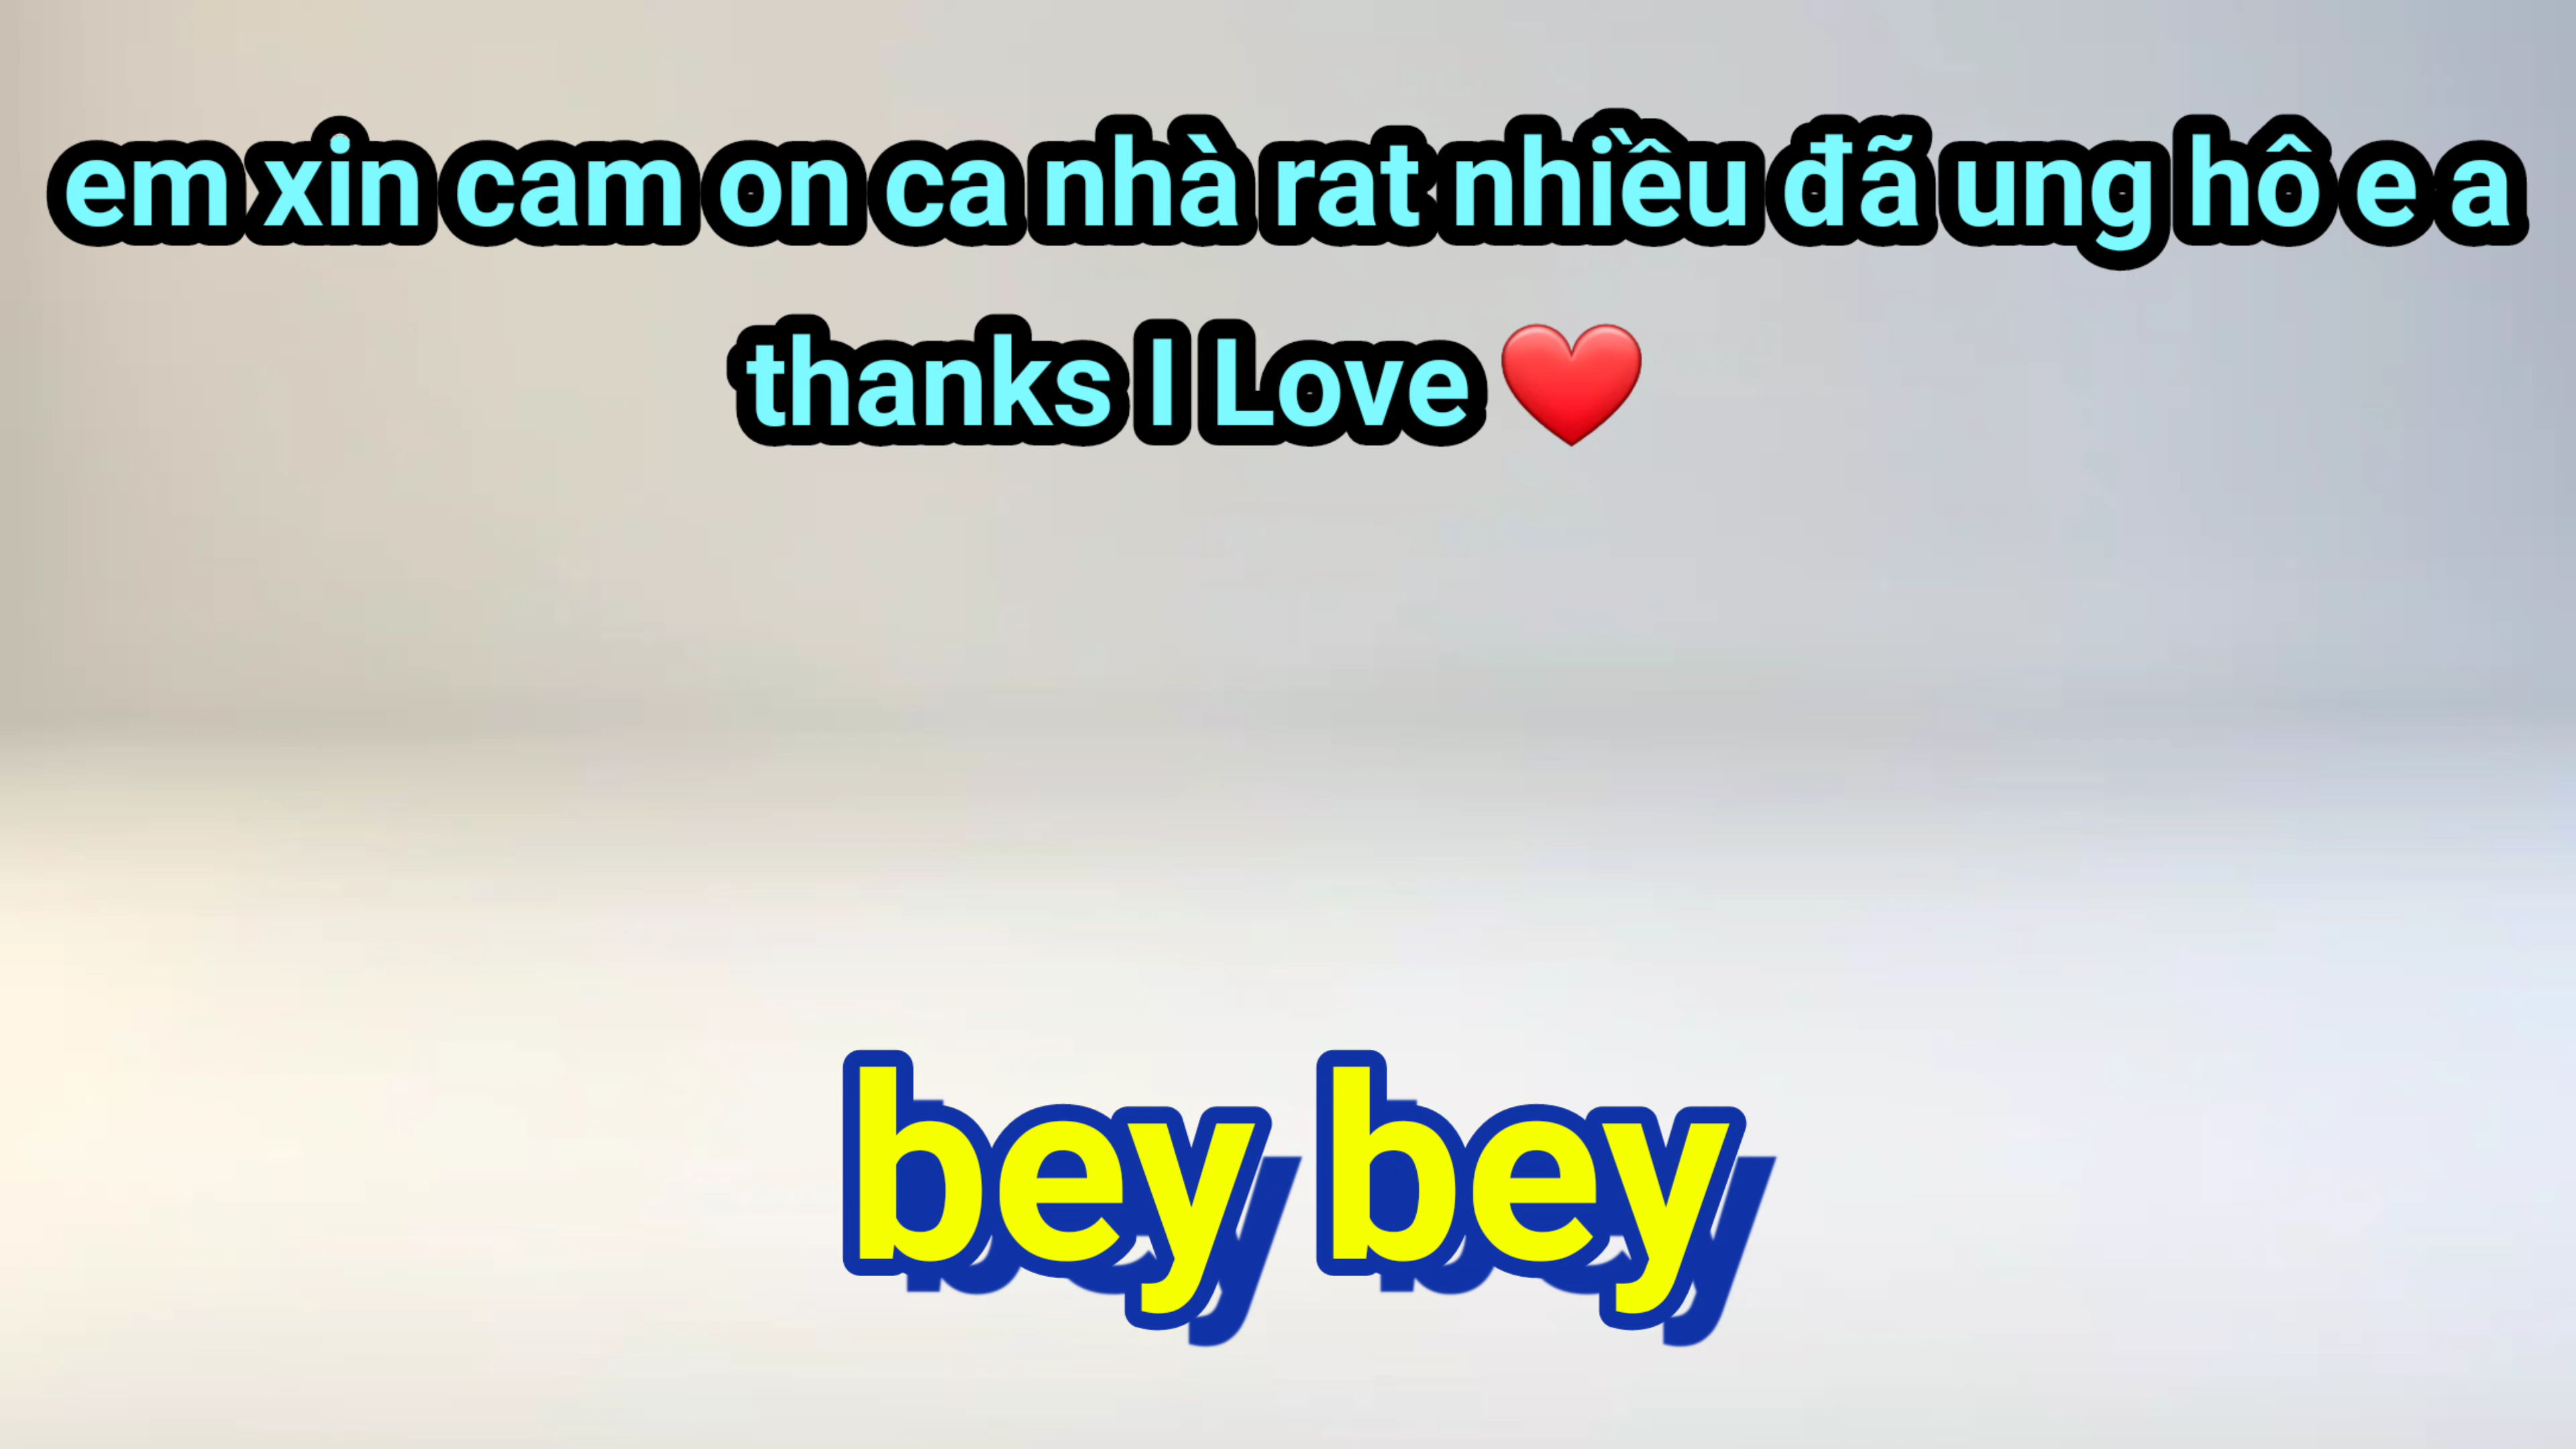 em xin cam on ca nhà rat nhiều đã ung hô e a
thanks I Love ❤️
bey bey